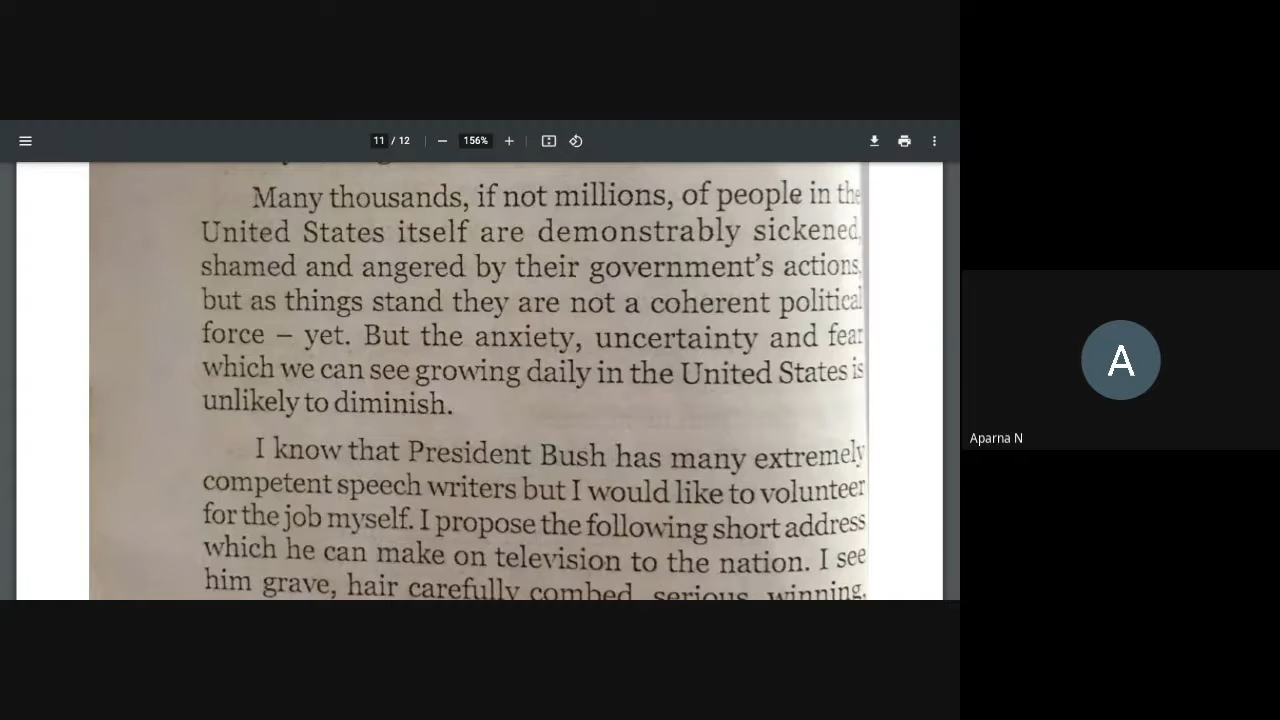 11 / 12
156%
Many thousands, if not millions, of people in the
United States itself are demonstrably sickened,
shamed and angered by their government's actions,
but as things stand they are not a coherent political
force – yet. But the anxiety, uncertainty and fear
which we can see growing daily in the United States is
unlikely to diminish.
I know that President Bush has many extremely
competent speech writers but I would like to volunteer
for the job myself. I propose the following short address
which he can make on television to the nation. I see
him grave, hair carefully combed, serious, winning,
A
Aparna N